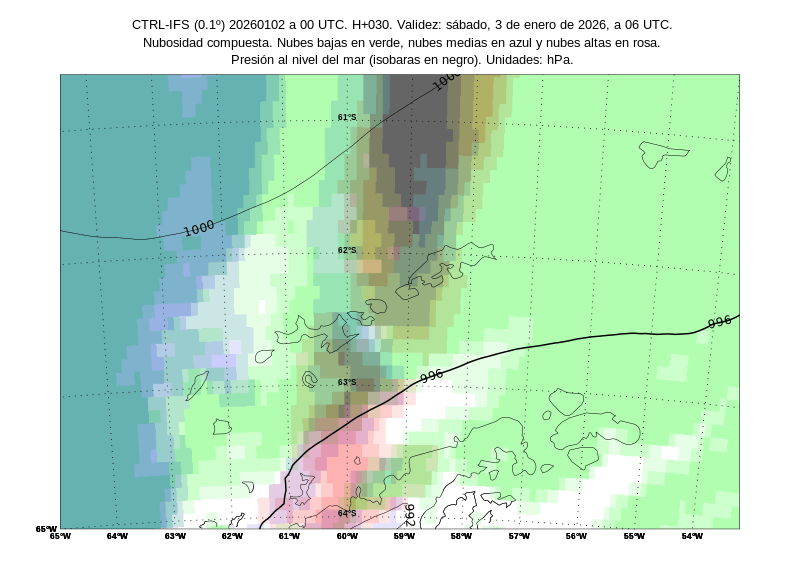 CTRL-IFS (0.1º) 20260102 a 00 UTC. H+030. Validez: sábado, 3 de enero de 2026, a 06 UTC.
Nubosidad compuesta. Nubes bajas en verde, nubes medias en azul y nubes altas en rosa.
Presión al nivel del mar (isobaras en negro). Unidades: hPa.
1000
61°S
1000
62°S
996
63°S
996
64°S
992
65°W
65°W 64°W 63°W 62°W 61°W 60°W 59°W 58°W 57°W 56°W 55°W 54°W